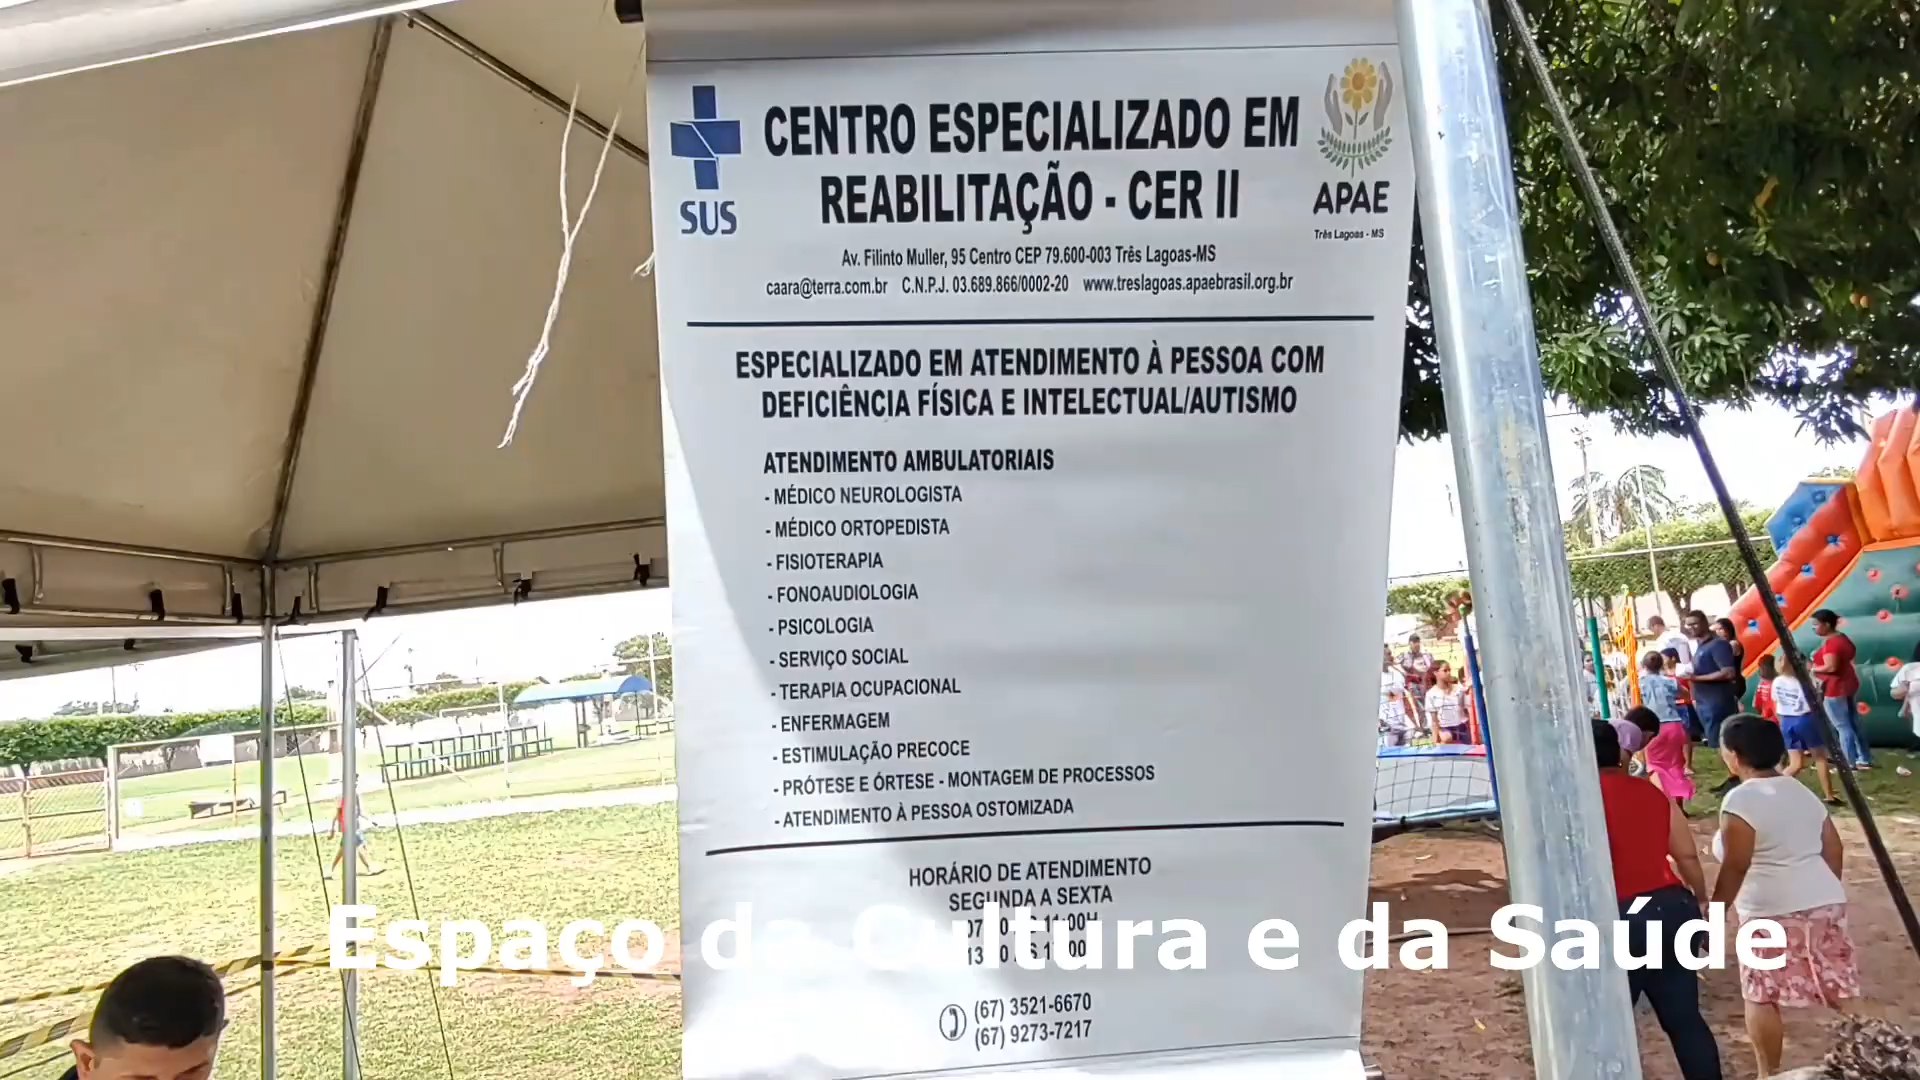 SUS
CENTRO ESPECIALIZADO EM
REABILITAÇÃO - CER II
APAE
Três Lagoas - MS
Av. Filinto Muller, 95 Centro CEP 79.600-003 Três Lagoas-MS
caara@terra.com.br C.N.P.J. 03.689.866/0002-20 www.treslagoas.apaebrasil.org.br
ESPECIALIZADO EM ATENDIMENTO À PESSOA COM
DEFICIÊNCIA FÍSICA E INTELECTUAL/AUTISMO
ATENDIMENTO AMBULATORIAIS
- MÉDICO NEUROLOGISTA
- MÉDICO ORTOPEDISTA
- FISIOTERAPIA
- FONOAUDIOLOGIA
- PSICOLOGIA
- SERVIÇO SOCIAL
- TERAPIA OCUPACIONAL
- ENFERMAGEM
- ESTIMULAÇÃO PRECOCE
- PRÓTESE E ÓRTESE - MONTAGEM DE PROCESSOS
- ATENDIMENTO À PESSOA OSTOMIZADA
HORÁRIO DE ATENDIMENTO
SEGUNDA A SEXTA
Espaço da Cultura e da Saúde
(67) 3521-6670
(67) 9273-7217